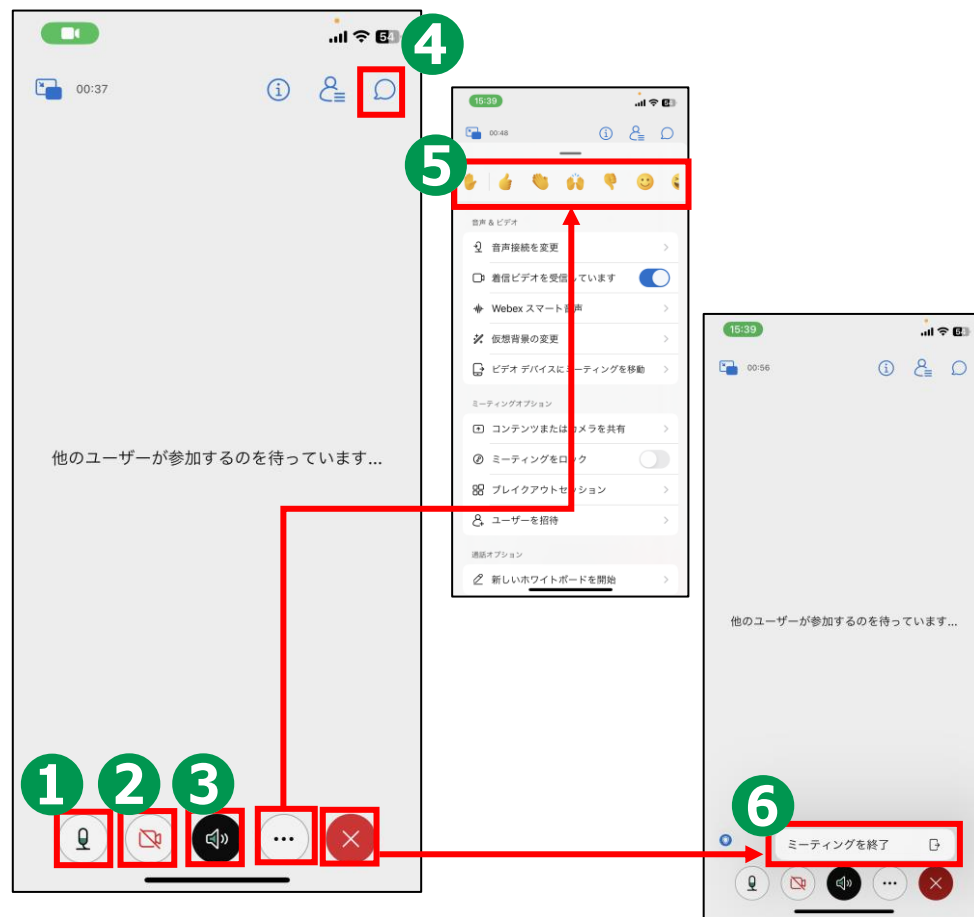 54
4
00:37
15:39
00:48
5
音声 & ビデオ
音声接続を変更
着信ビデオを受信しています
Webex スマート音声
仮想背景の変更
ビデオ デバイスにミーティングを移動
ミーティングオプション
コンテンツまたはカメラを共有
ミーティングをロック
ブレイクアウトセッション
ユーザーを招待
通話オプション
新しいホワイトボードを開始
他のユーザーが参加するのを待っています...
1
2
3
15:39
00:56
他のユーザーが参加するのを待っています...
6
ミーティングを終了